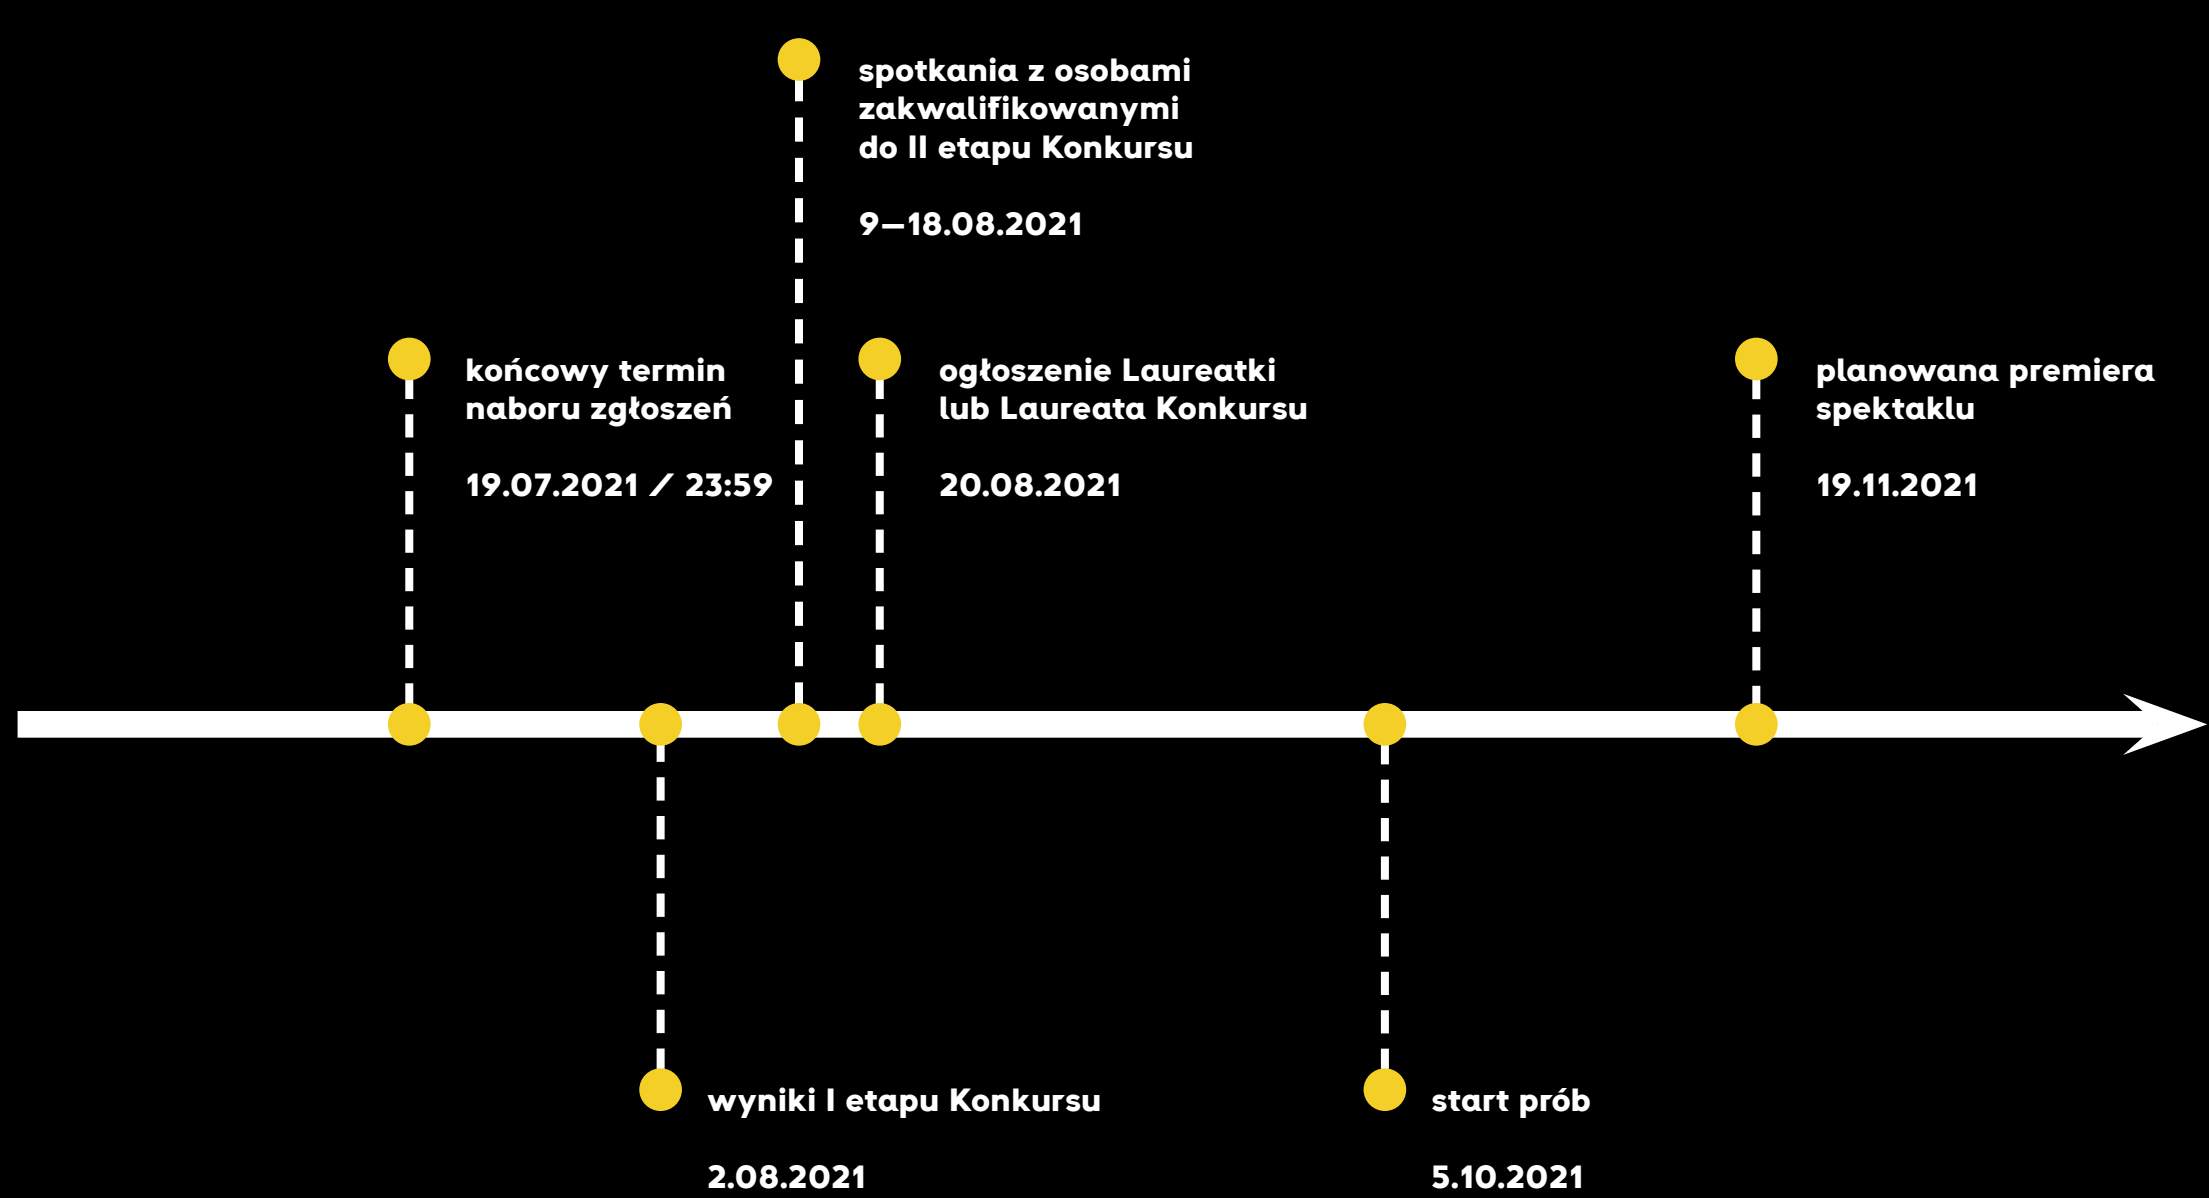 spotkania z osobami
zakwalifikowanymi
do II etapu Konkursu
9–18.08.2021
końcowy termin
naboru zgłoszeń
19.07.2021 / 23:59
ogłoszenie Laureatki
lub Laureata Konkursu
20.08.2021
planowana premiera
spektaklu
19.11.2021
wyniki I etapu Konkursu
2.08.2021
start prób
5.10.2021